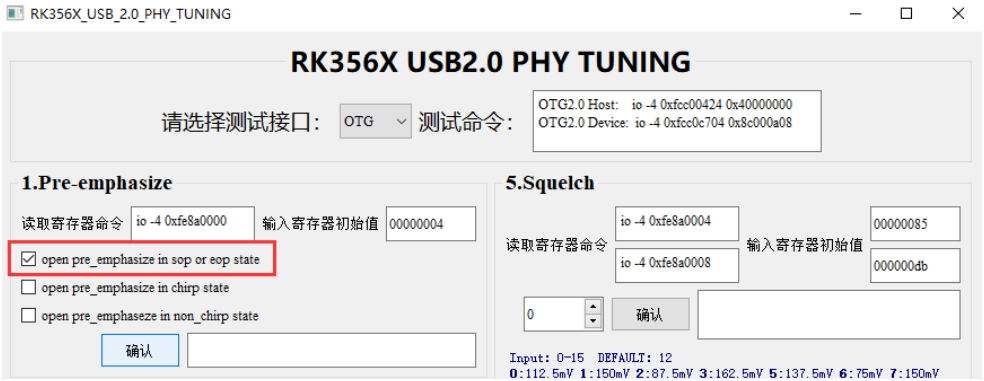 RK356X_USB_2.0_PHY_TUNING
RK356X USB2.0 PHY TUNING
请选择测试接口： OTG 测试命令：
OTG2.0 Host: io -4 0xfcc00424 0x40000000
OTG2.0 Device: io -4 0xfcc0c704 0x8c000a08
1.Pre-emphasize
读取寄存器命令 io -4 0xfe8a0000 输入寄存器初始值 00000004
open pre_emphasize in sop or eop state
open pre_emphasize in chirp state
open pre_emphaseze in non_chirp state
确认
5.Squelch
读取寄存器命令
io -4 0xfe8a0004
io -4 0xfe8a0008
输入寄存器初始值
00000085
000000db
0 确认
Input: 0-15 DEFAULT: 12
0:112.5mV 1:150mV 2:87.5mV 3:162.5mV 5:137.5mV 6:75mV 7:150mV